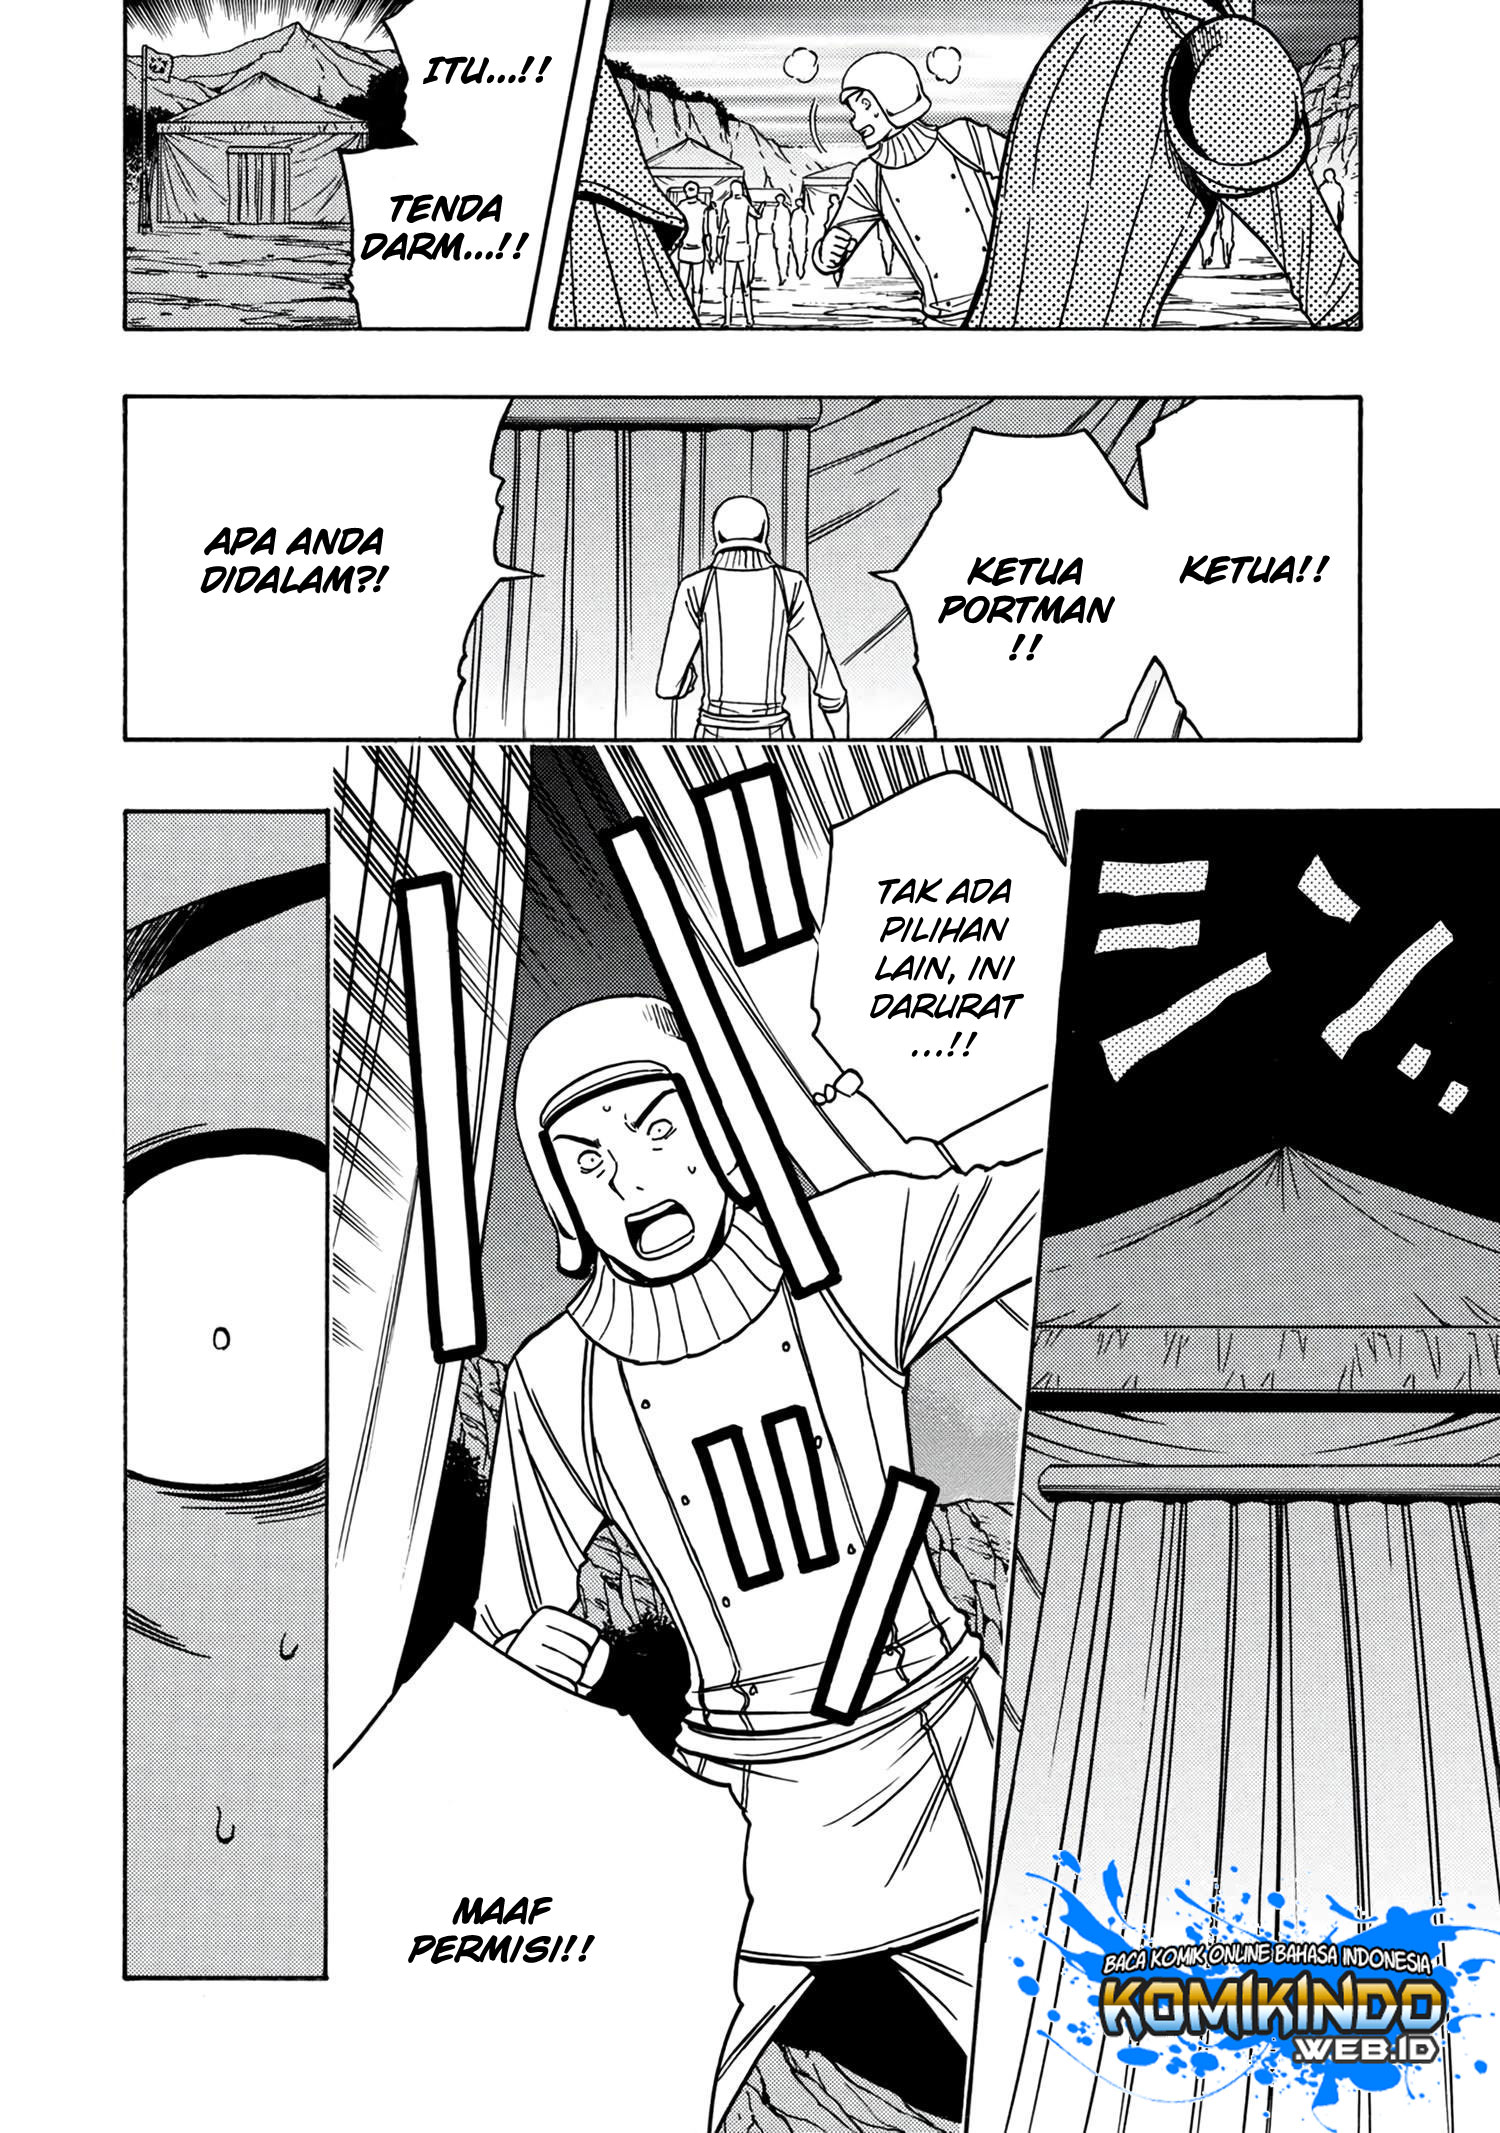 ITU...!!
TENDA
DARM...!!
KETUA!!
KETUA
PORTMAN
!!
APA ANDA
DIDALAM?!
シン..
TAK ADA
PILIHAN
LAIN, INI
DARURAT
...!!
MAAF
PERMISI!!
BACA KOMIK ONLINE BAHASA INDONESIA
KOMIKINDO
.WEB.ID